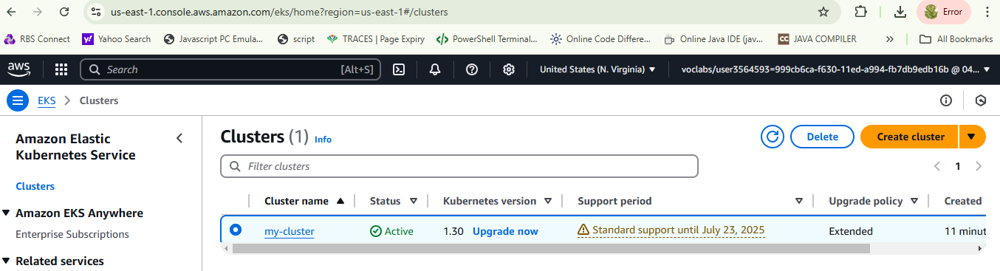 us-east-1.console.aws.amazon.com/eks/home?region=us-east-1#/clusters
Error
RBS Connect
Yahoo Search
Javascript PC Emula...
script
TRACES | Page Expiry
PowerShell Terminal...
Online Code Differe...
Online Java IDE (jav...
CC JAVA COMPILER
»
All Bookmarks
aws
Search [Alt+S]
United States (N. Virginia)
voclabs/user3564593=999cb6ca-f630-11ed-a994-fb7db9edb16b @ 04...
EKS > Clusters
Amazon Elastic
Kubernetes Service
Clusters
Amazon EKS Anywhere
Enterprise Subscriptions
Related services
Clusters (1) Info
Delete
Create cluster
Filter clusters
1
Cluster name Status Kubernetes version Support period Upgrade policy Created
my-cluster Active 1.30 Upgrade now Standard support until July 23, 2025 Extended 11 minut